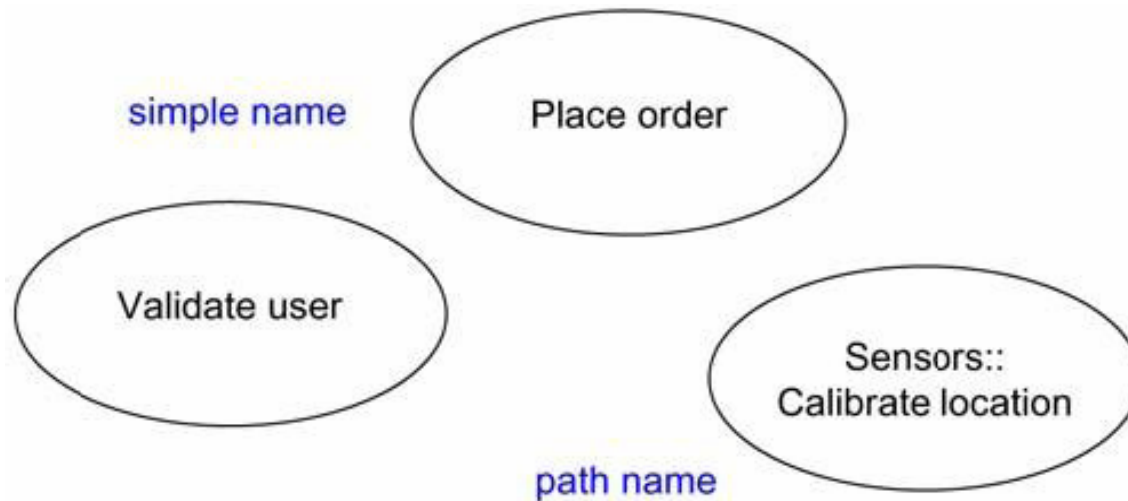 simple name
Place order
Validate user
Sensors::
Calibrate location
path name